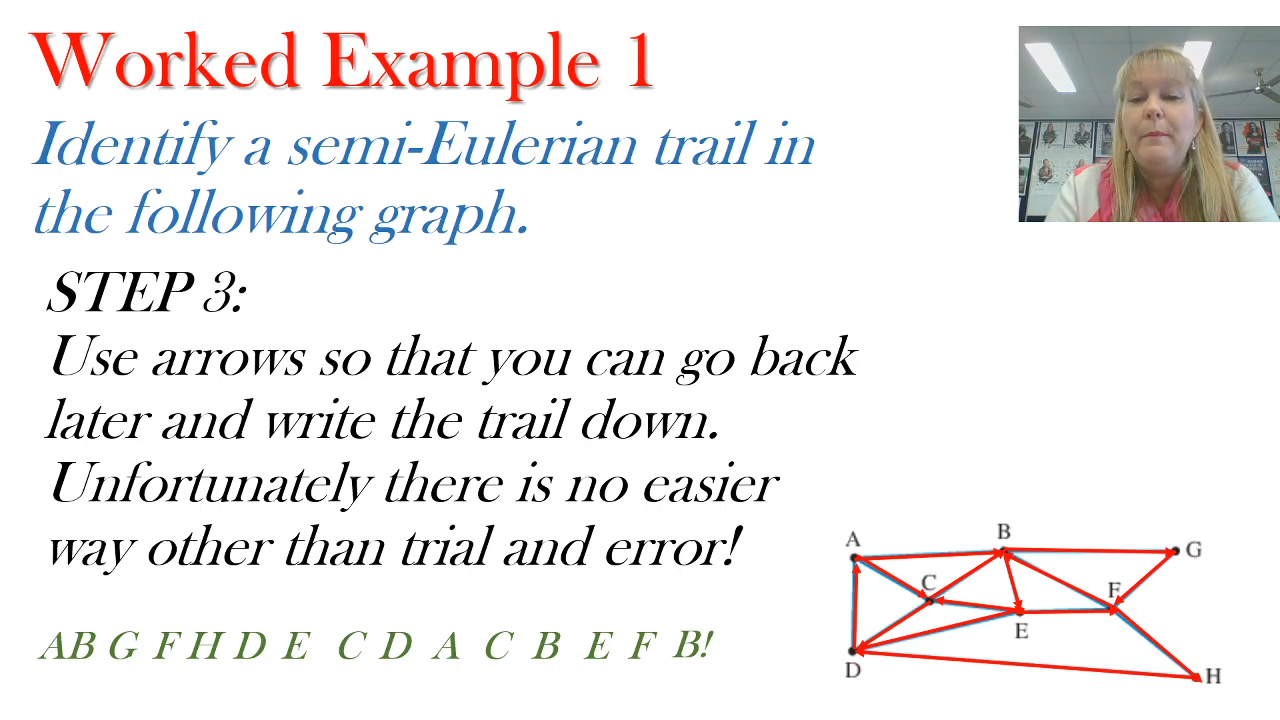 Worked Example 1
Identify a semi-Eulerian trail in
the following graph.
STEP 3:
Use arrows so that you can go back
later and write the trail down.
Unfortunately there is no easier
way other than trial and error!
AB G F H D E C D A C B E F B!
A
B
G
C
F
E
D
H